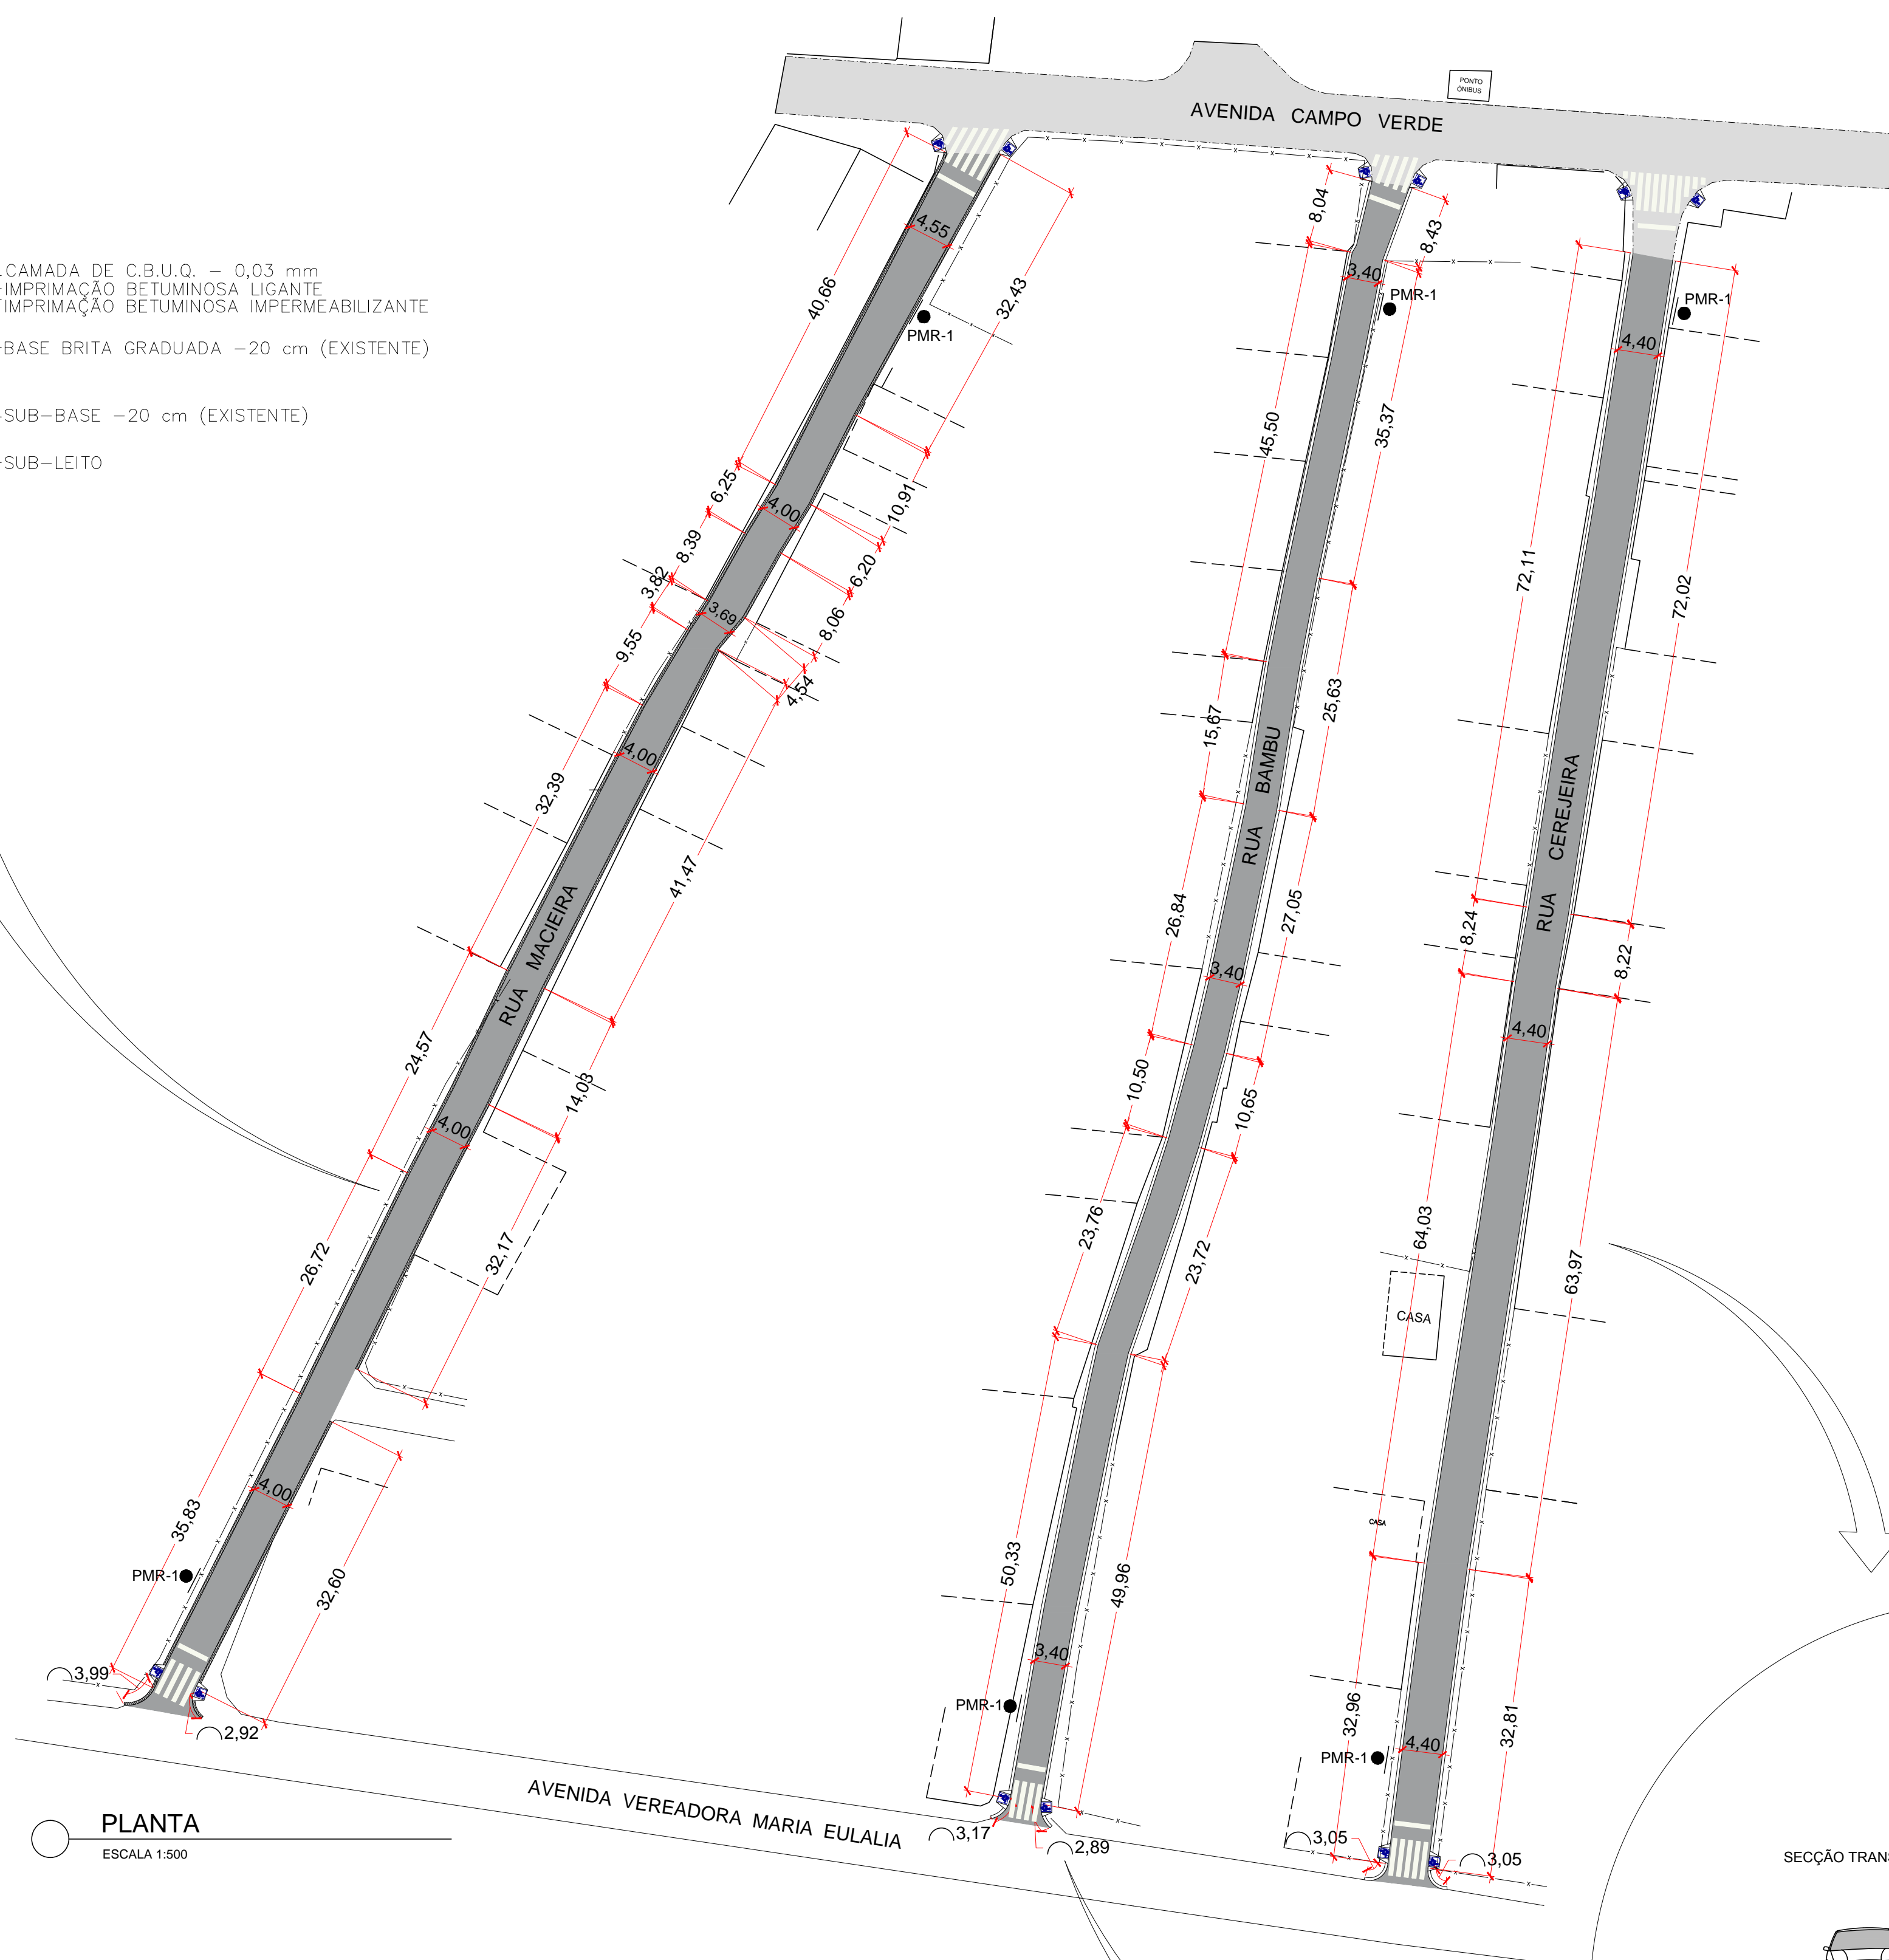 PONTO
ÔNIBUS
AVENIDA CAMPO VERDE
CAMADA DE C.B.U.Q. – 0,03 mm
IMPRIMAÇÃO BETUMINOSA LIGANTE
IMPRIMAÇÃO BETUMINOSA IMPERMEABILIZANTE
BASE BRITA GRADUADA –20 cm (EXISTENTE)
SUB–BASE –20 cm (EXISTENTE)
SUB–LEITO
4,55
40,66
32,43
PMR-1
6,25
4,00
10,91
8,39
6,20
3,82
3,69
8,06
9,55
4,54
4,00
32,39
41,47
RUA MACIEIRA
24,57
14,03
4,00
26,72
32,17
4,00
35,83
32,60
PMR-1
3,99
2,92
8,04
8,43
3,40
PMR-1
45,50
35,37
15,67
25,63
RUA BAMBU
26,84
27,05
3,40
10,50
10,65
23,76
23,72
50,33
49,96
3,40
PMR-1
3,17
2,89
PMR-1
4,40
72,11
72,02
RUA CEREJEIRA
8,24
8,22
4,40
64,03
63,97
CASA
CASA
32,96
32,81
4,40
PMR-1
3,05
3,05
AVENIDA VEREADORA MARIA EULALIA
PLANTA
ESCALA 1:500
SECÇÃO TRANS